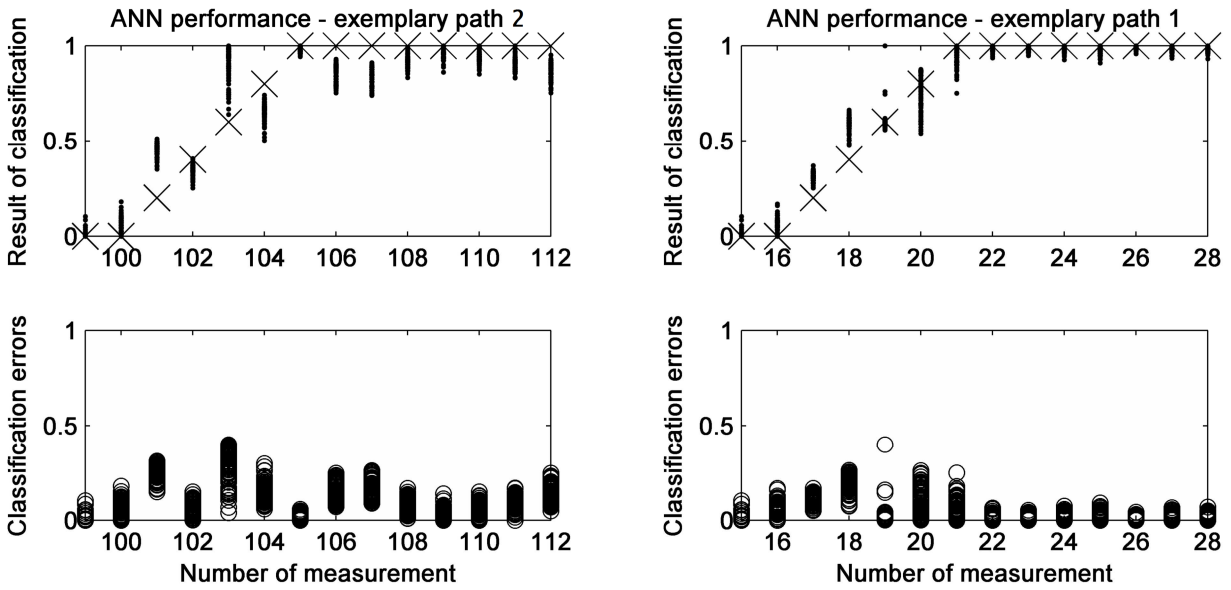 ANN performance - exemplary path 2
Result of classification
1
0.5
0
100 102 104 106 108 110 112
Classification errors
1
0.5
0
100 102 104 106 108 110 112
Number of measurement
ANN performance - exemplary path 1
Result of classification
1
0.5
0
16 18 20 22 24 26 28
Classification errors
1
0.5
0
16 18 20 22 24 26 28
Number of measurement